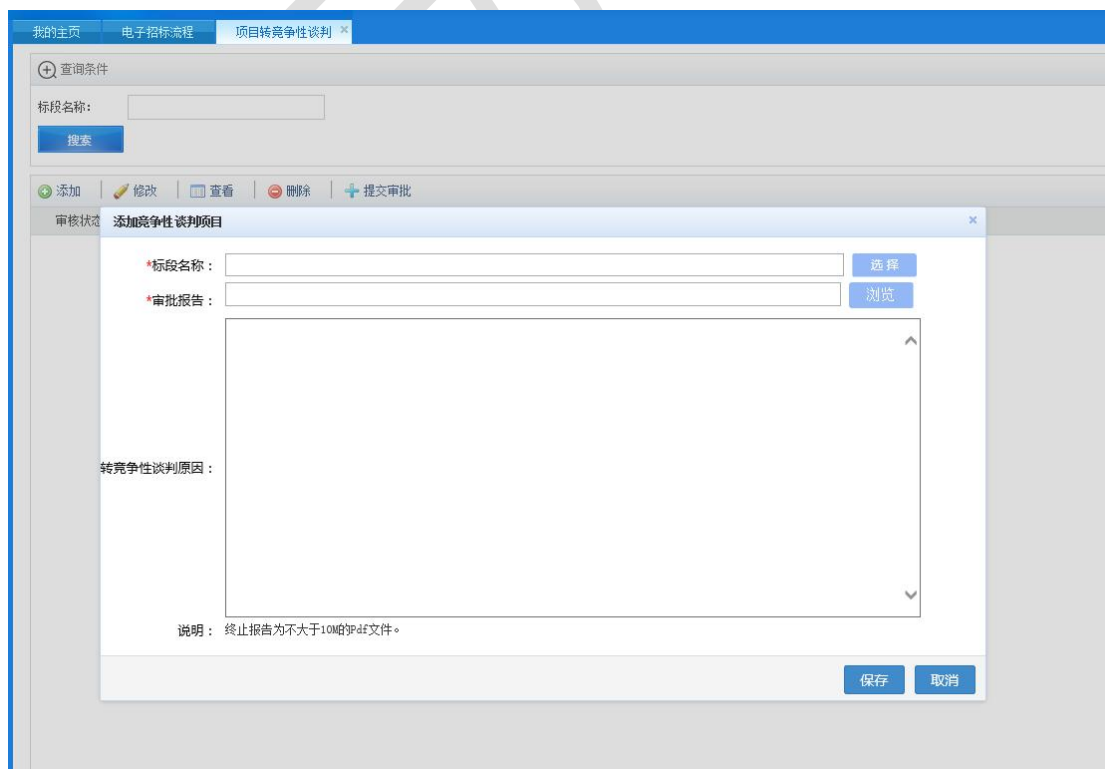 我的主页 电子招标流程 项目转竞争性谈判
查询条件
标段名称:
搜索
添加 修改 查看 删除 提交审批
审核状态
添加竞争性谈判项目
*标段名称： 选择
*审批报告： 浏览
转竞争性谈判原因：
说明： 终止报告为不大于10M的Pdf文件。
保存 取消